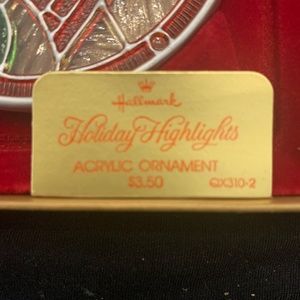 Hallmark
Holiday Highlights
ACRYLIC ORNAMENT
$3.50 QX310-2